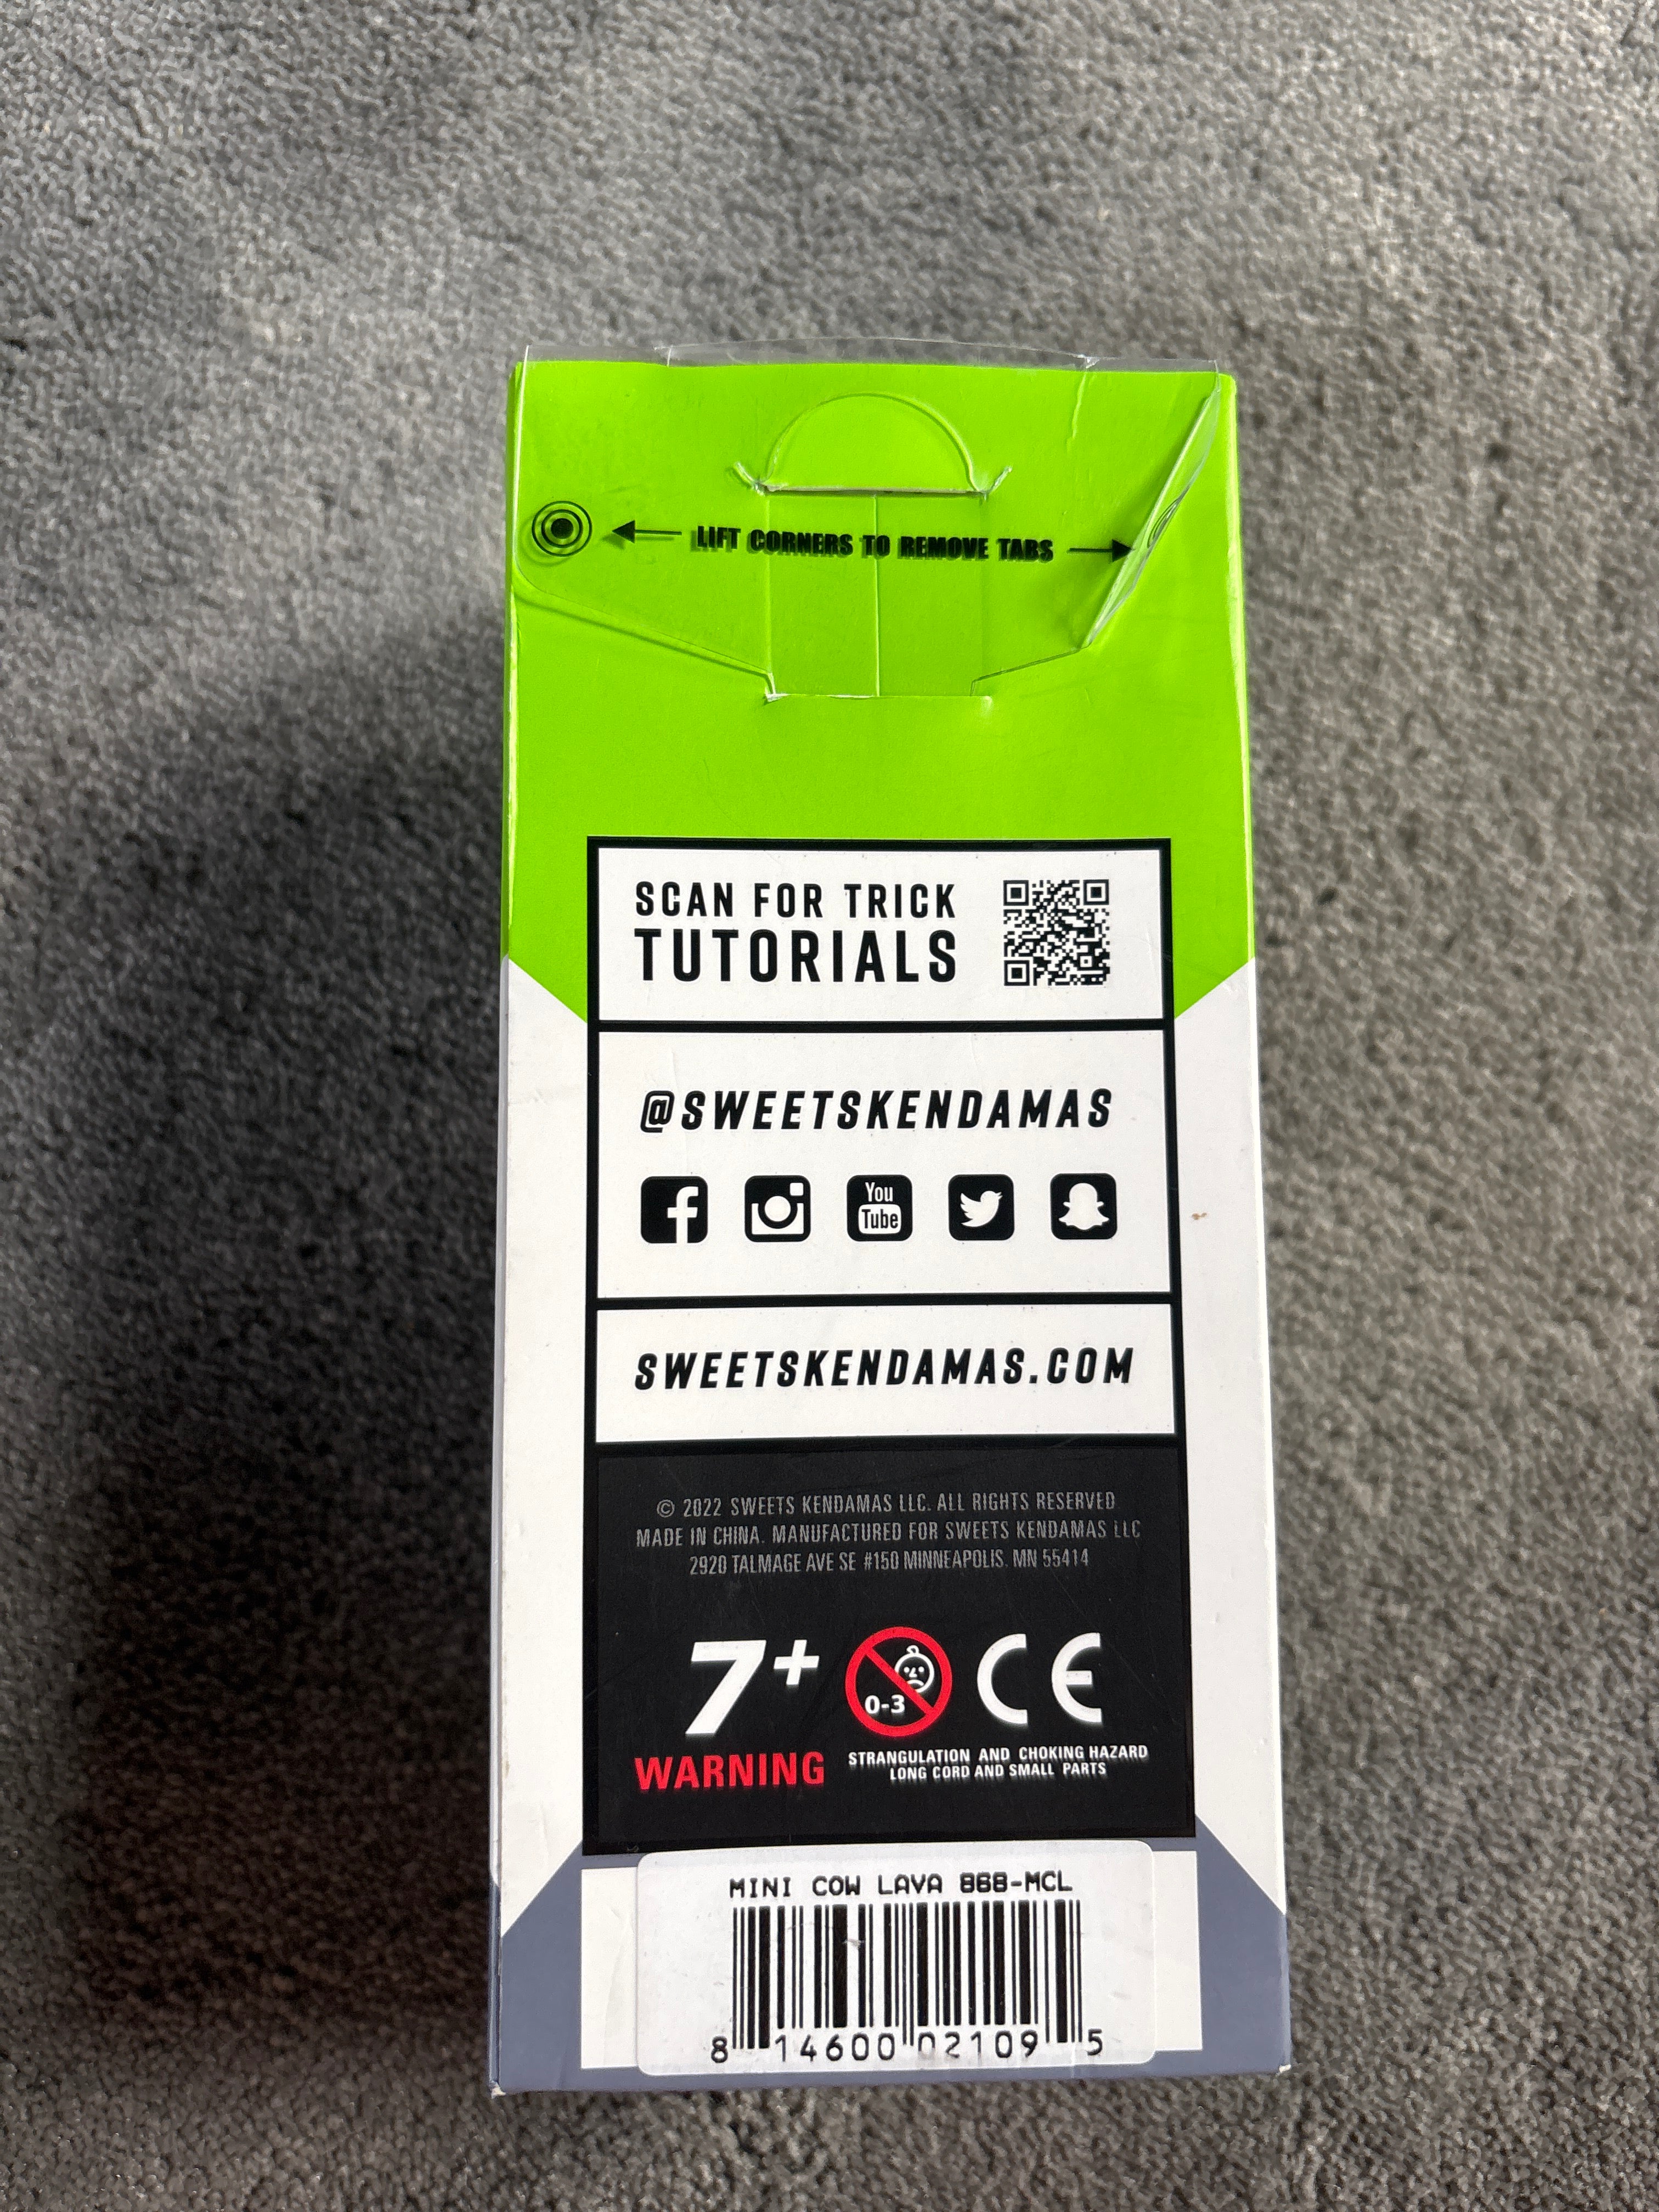 LIFT CORNERS TO REMOVE TABS
SCAN FOR TRICK
TUTORIALS
@SWEETSKENDAMAS
You
Tube
SWEETSKENDAMAS.COM
© 2022 SWEETS KENDAMAS LLC. ALL RIGHTS RESERVED
MADE IN CHINA. MANUFACTURED FOR SWEETS KENDAMAS LLC
2920 TALMAGE AVE SE #150 MINNEAPOLIS. MN 55414
7+
0-3
CE
WARNING
STRANGULATION AND CHOKING HAZARD
LONG CORD AND SMALL PARTS
MINI COW LAVA 868-MCL
8 14600 02109 5